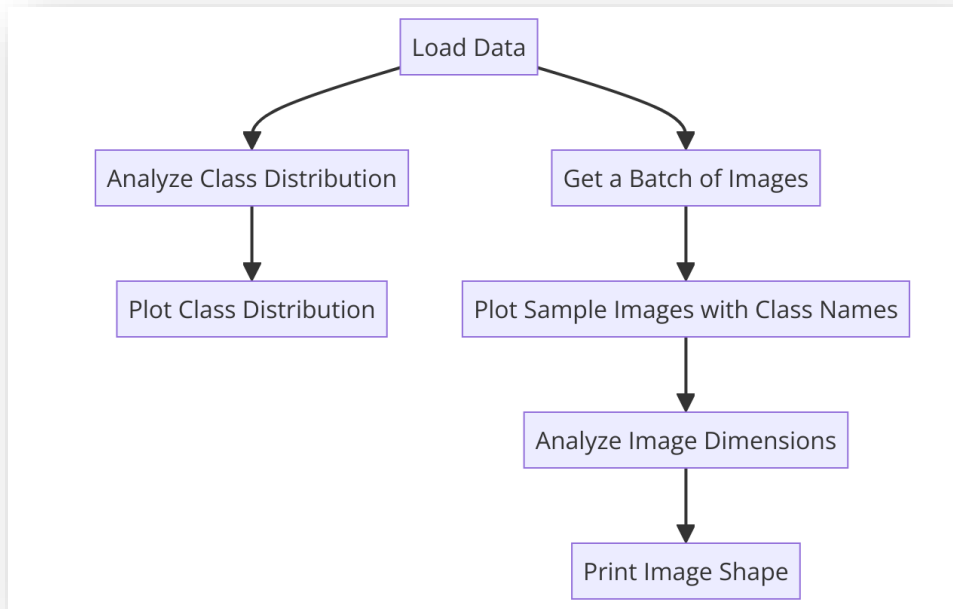 Load Data
Analyze Class Distribution
Get a Batch of Images
Plot Class Distribution
Plot Sample Images with Class Names
Analyze Image Dimensions
Print Image Shape